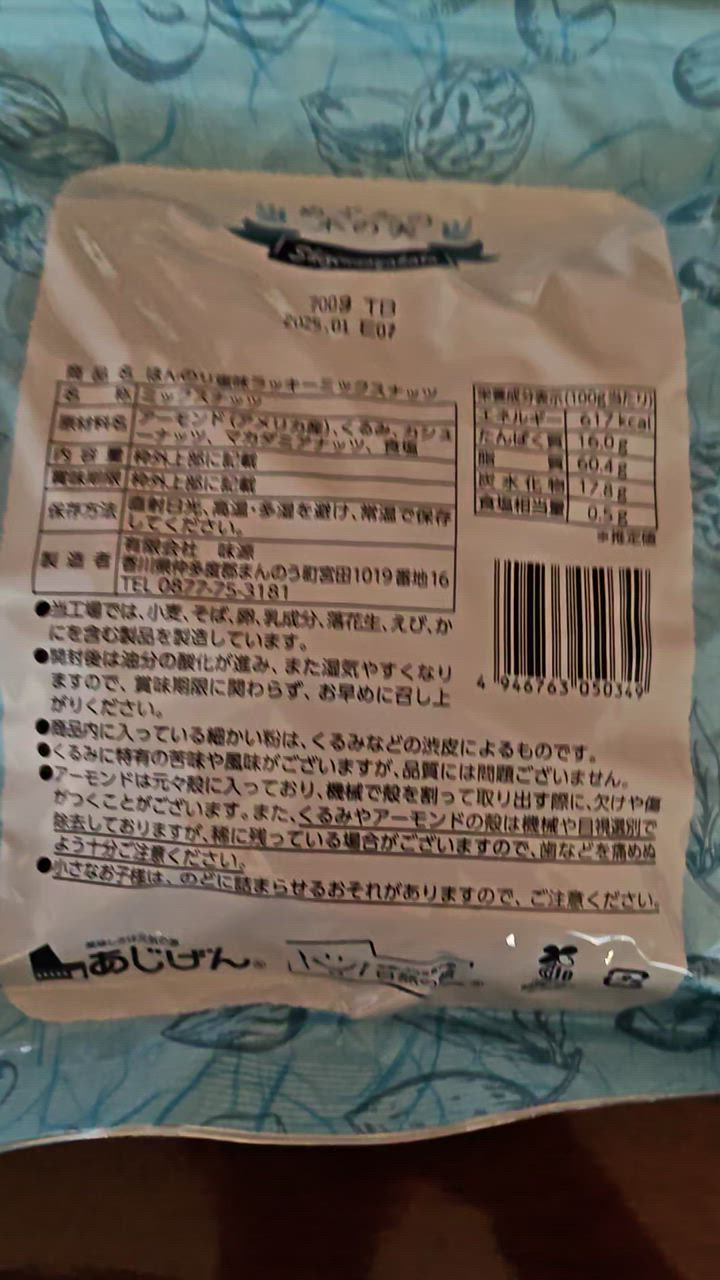 700g TB
2025.01 E07
商品名 ほんのり塩味ラッキーミックスナッツ
名称 ミックスナッツ
原材料名 アーモンド(アメリカ産)、くるみ、カシュ
ーナッツ、マカダミアナッツ、食塩
内容量 枠外上部に記載
賞味期限 枠外上部に記載
保存方法 直射日光、高温・多湿を避け、常温で保存
してください。
製造者 有限会社 味源
香川県仲多度郡まんのう町宮田1019番地16
TEL 0877-75-3181
栄養成分表示(100g当たり)
エネルギー 617kcal
たんぱく質 16.0g
脂質 60.4g
炭水化物 17.8g
食塩相当量 0.5g
※推定値
4 946763 050349
●当工場では、小麦、そば、卵、乳成分、落花生、えび、か
にを含む製品を製造しています。
●開封後は油分の酸化が進み、また湿気やすくなり
ますので、賞味期限に関わらず、お早めに召し上
がりください。
●商品内に入っている細かい粉は、くるみなどの渋皮によるものです。
●くるみに特有の苦味や風味がございますが、品質には問題ございません。
●アーモンドは元々殻に入っており、機械で殻を割って取り出す際に、欠けや傷
がつくことがございます。また、くるみやアーモンドの殻は機械や目視選別で
除去しておりますが、稀に残っている場合がございますので、歯などを痛めぬ
よう十分ご注意ください。
●小さなお子様は、のどに詰まらせるおそれがありますので、ご注意ください。
あじげん